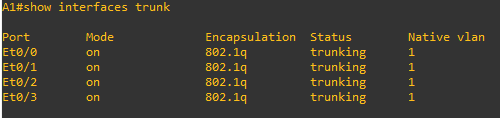 A1#show interfaces trunk
Port Mode Encapsulation Status Native vlan
Et0/0 on 802.1q trunking 1
Et0/1 on 802.1q trunking 1
Et0/2 on 802.1q trunking 1
Et0/3 on 802.1q trunking 1